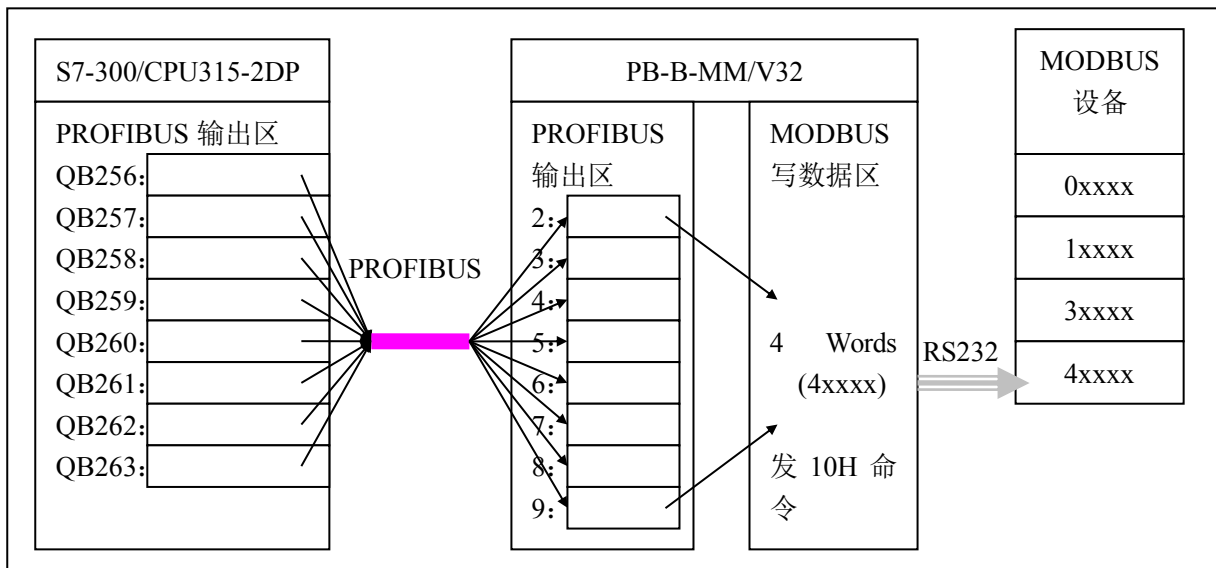 S7-300/CPU315-2DP
PROFIBUS 输出区
QB256：
QB257：
QB258：
QB259：
QB260：
QB261：
QB262：
QB263：
PROFIBUS
PB-B-MM/V32
PROFIBUS
输出区
2：
3：
4：
5：
6：
7：
8：
9：
MODBUS
写数据区
4 Words
(4xxxx)
发 10H 命
令
RS232
MODBUS
设备
0xxxx
1xxxx
3xxxx
4xxxx